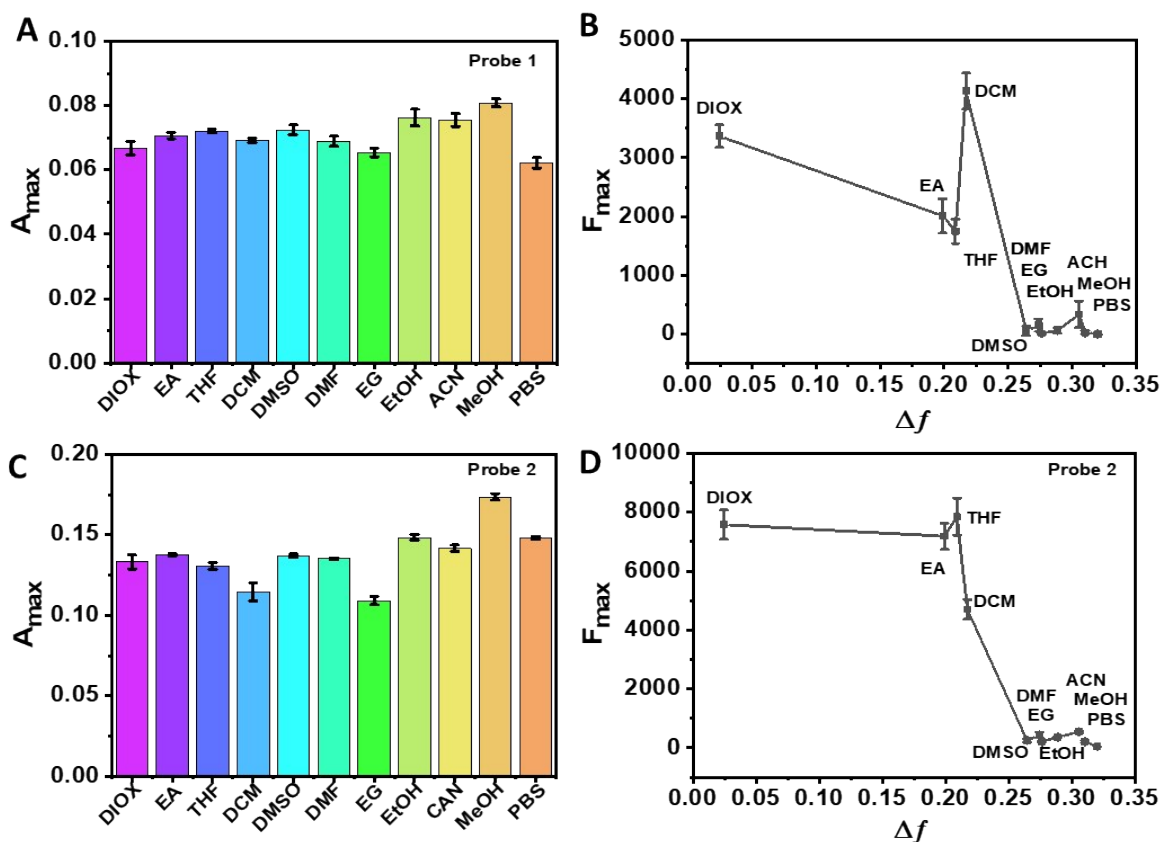 A
Probe 1
A_max
0.10
0.08
0.06
0.04
0.02
0.00
DIOX EA THF DCM DMSO DMF EG EtOH ACN MeOH PBS
B
F_max
5000
4000
3000
2000
1000
0
DIOX
DCM
EA
THF
DMF
EG
EtOH
DMSO
ACH
MeOH
PBS
0.00 0.05 0.10 0.15 0.20 0.25 0.30 0.35
Δf
C
Probe 2
A_max
0.20
0.15
0.10
0.05
0.00
DIOX EA THF DCM DMSO DMF EG EtOH CAN MeOH PBS
D
Probe 2
F_max
10000
8000
6000
4000
2000
0
DIOX
THF
EA
DCM
DMF
EG
DMSO
EtOH
ACN
MeOH
PBS
0.00 0.05 0.10 0.15 0.20 0.25 0.30 0.35
Δf